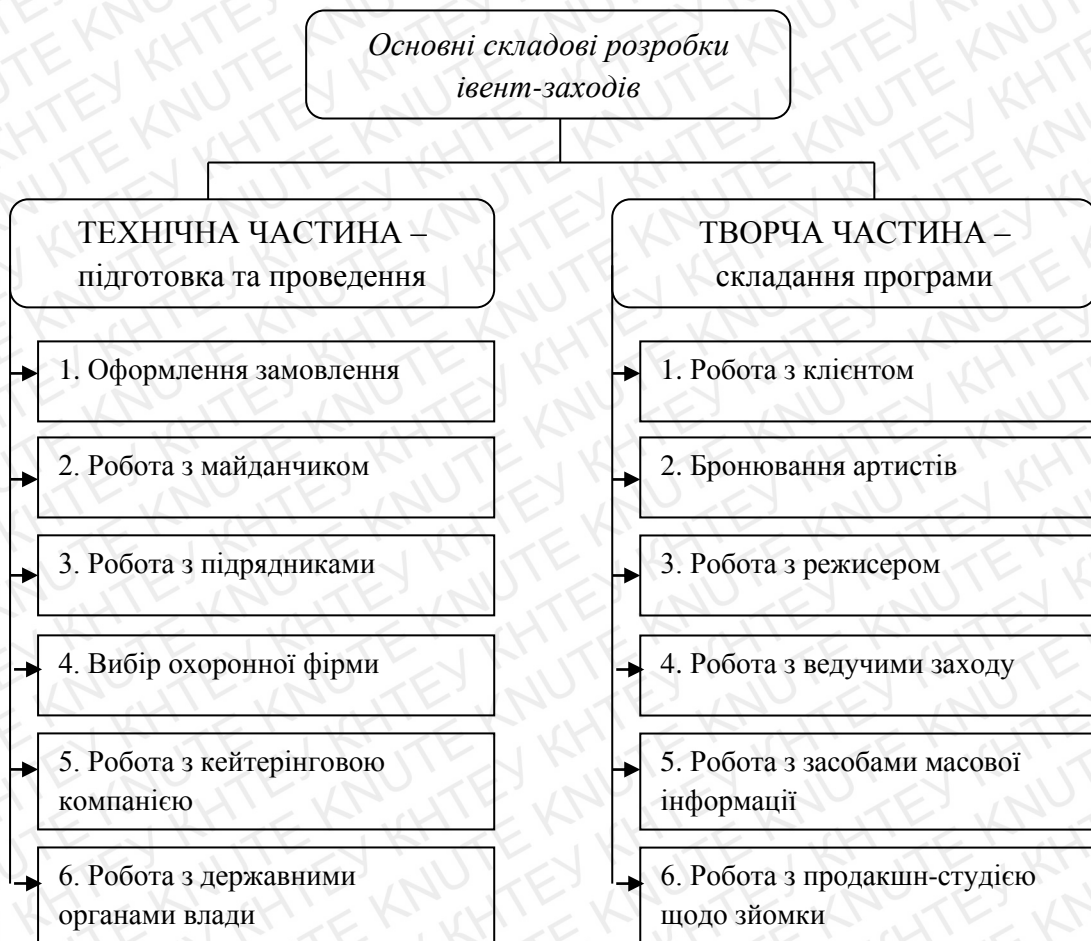 Основні складові розробки
івент-заходів
ТЕХНІЧНА ЧАСТИНА –
підготовка та проведення
1. Оформлення замовлення
2. Робота з майданчиком
3. Робота з підрядниками
4. Вибір охоронної фірми
5. Робота з кейтерінговою
компанією
6. Робота з державними
органами влади
ТВОРЧА ЧАСТИНА –
складання програми
1. Робота з клієнтом
2. Бронювання артистів
3. Робота з режисером
4. Робота з ведучими заходу
5. Робота з засобами масової
інформації
6. Робота з продакшн-студією
щодо зйомки